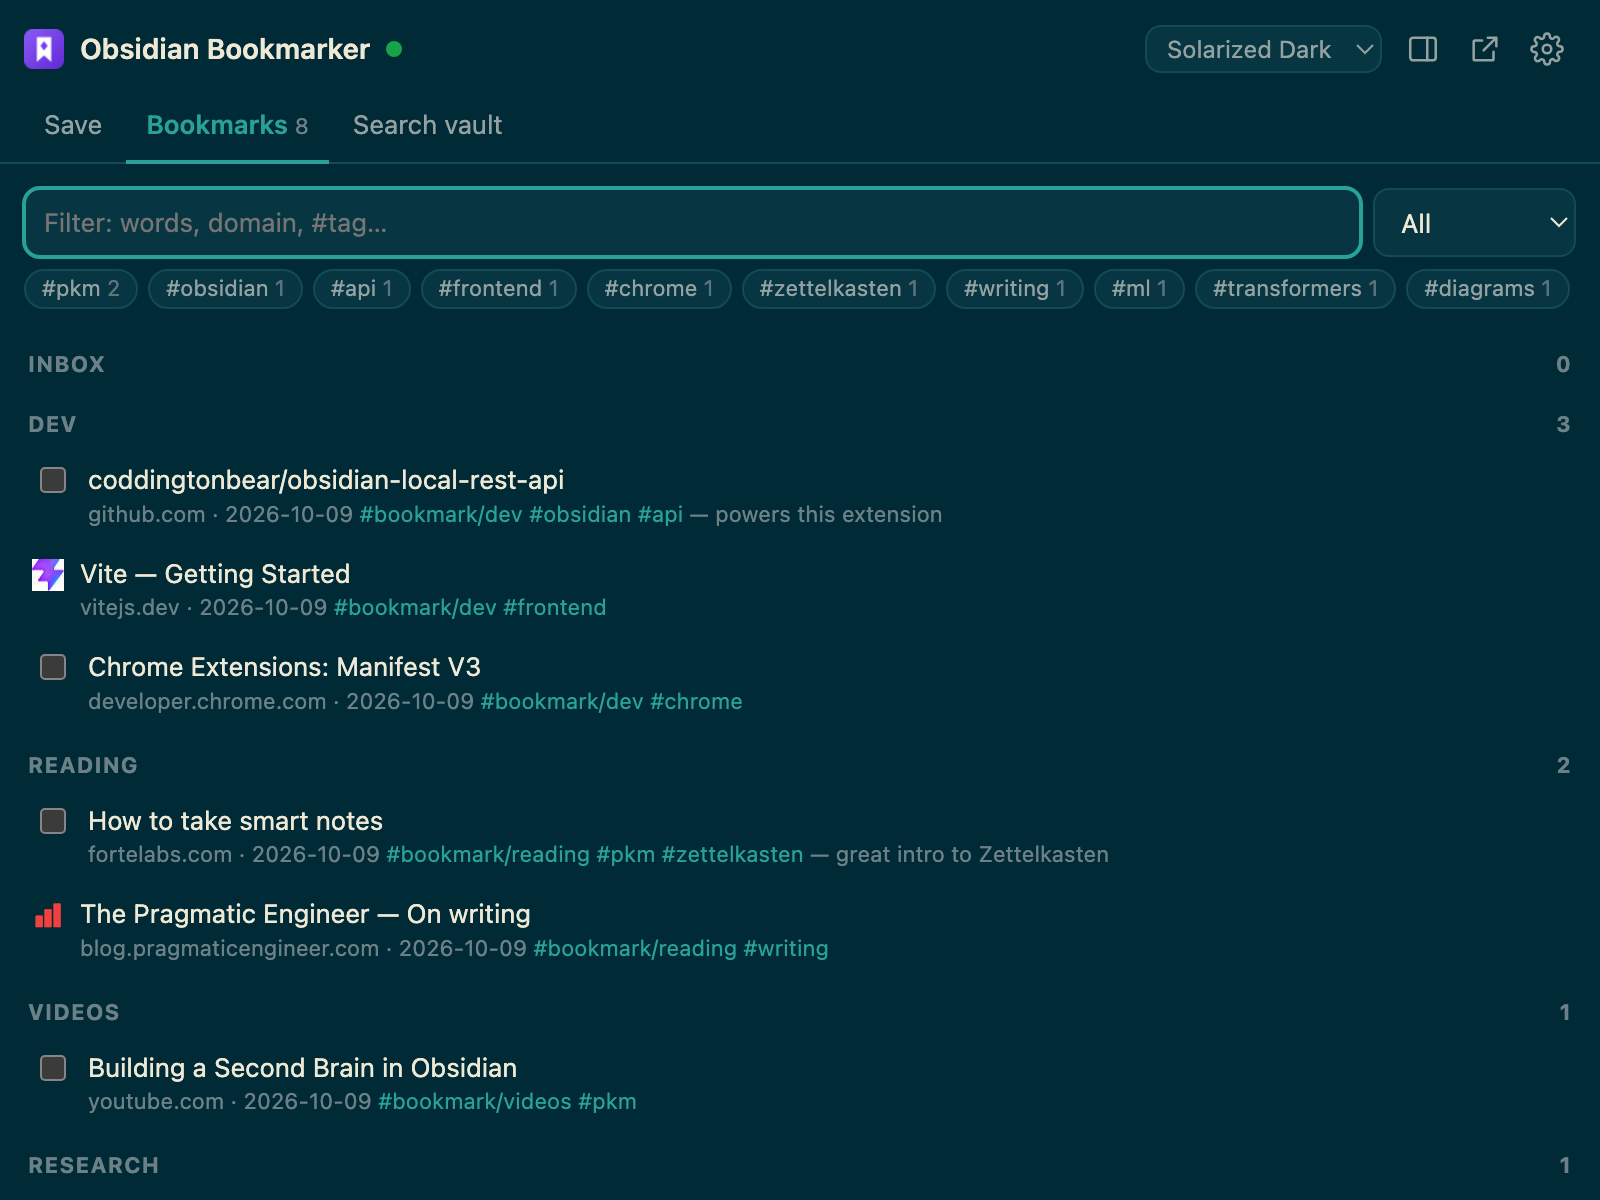 Obsidian Bookmarker
Solarized Dark
Save
Bookmarks 8
Search vault
Filter: words, domain, #tag...
All
#pkm 2
#obsidian 1
#api 1
#frontend 1
#chrome 1
#zettelkasten 1
#writing 1
#ml 1
#transformers 1
#diagrams 1
INBOX 0
DEV 3
coddingtonbear/obsidian-local-rest-api
github.com · 2026-10-09 #bookmark/dev #obsidian #api — powers this extension
Vite — Getting Started
vitejs.dev · 2026-10-09 #bookmark/dev #frontend
Chrome Extensions: Manifest V3
developer.chrome.com · 2026-10-09 #bookmark/dev #chrome
READING 2
How to take smart notes
fortelabs.com · 2026-10-09 #bookmark/reading #pkm #zettelkasten — great intro to Zettelkasten
The Pragmatic Engineer — On writing
blog.pragmaticengineer.com · 2026-10-09 #bookmark/reading #writing
VIDEOS 1
Building a Second Brain in Obsidian
youtube.com · 2026-10-09 #bookmark/videos #pkm
RESEARCH 1